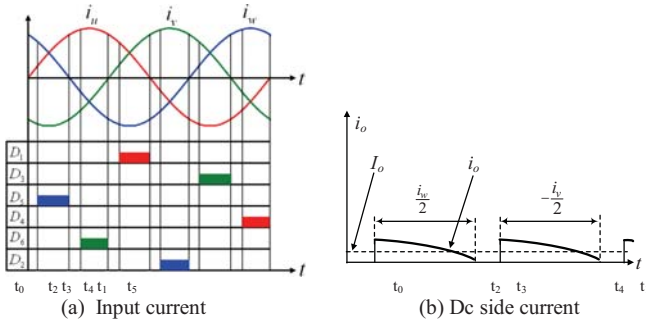 i_u i_v i_w
t
D_1
D_3
D_5
D_4
D_6
D_2
t
t_0 t_2 t_3 t_4 t_1 t_5
(a) Input current
i_o
I_o i_o
i_w/2
-i_v/2
t
t_0 t_2 t_3 t_4 t
(b) Dc side current